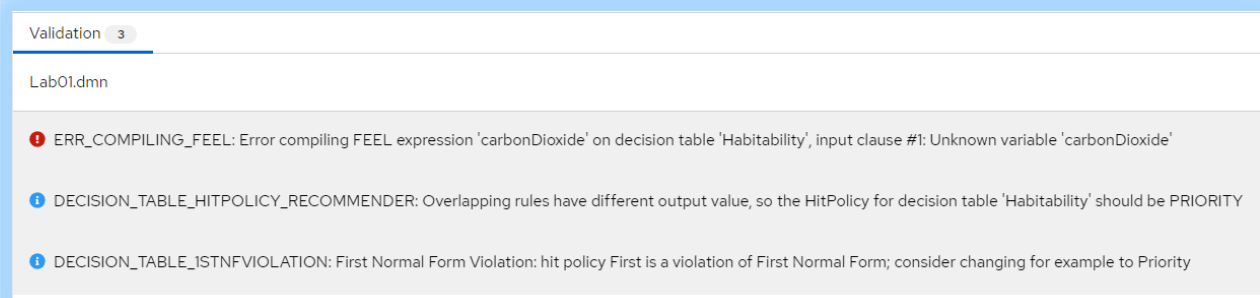 Validation 3
Lab01.dmn
ERR_COMPILING_FEEL: Error compiling FEEL expression 'carbonDioxide' on decision table 'Habitability', input clause #1: Unknown variable 'carbonDioxide'
DECISION_TABLE_HITPOLICY_RECOMMENDER: Overlapping rules have different output value, so the HitPolicy for decision table 'Habitability' should be PRIORITY
DECISION_TABLE_1STNFVIOLATION: First Normal Form Violation: hit policy First is a violation of First Normal Form; consider changing for example to Priority